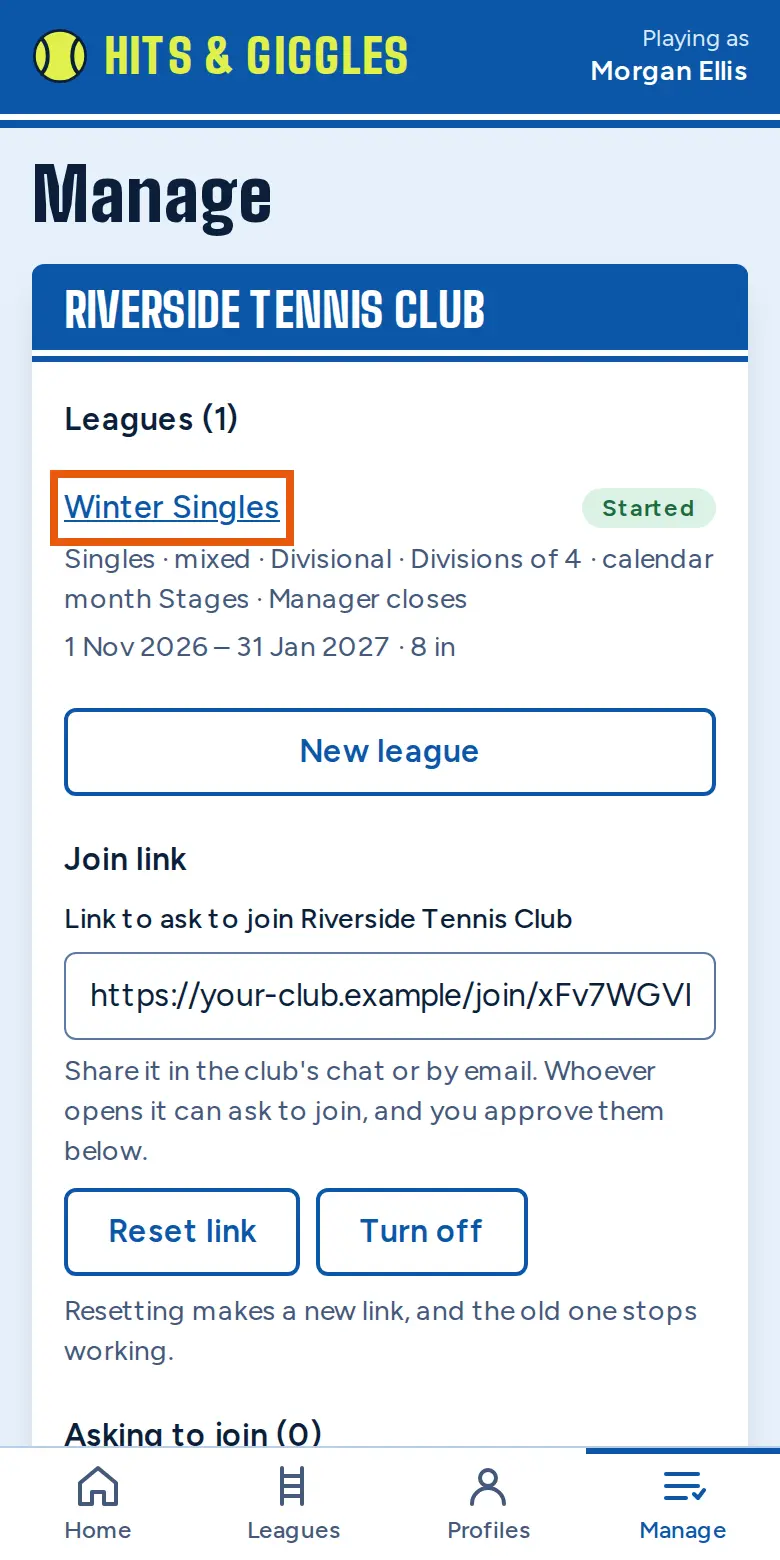 HITS & GIGGLES
Playing as
Morgan Ellis
Manage
RIVERSIDE TENNIS CLUB
Leagues (1)
Winter Singles
Started
Singles · mixed · Divisional · Divisions of 4 · calendar
month Stages · Manager closes
1 Nov 2026 – 31 Jan 2027 · 8 in
New league
Join link
Link to ask to join Riverside Tennis Club
https://your-club.example/join/xFv7WGVI
Share it in the club's chat or by email. Whoever
opens it can ask to join, and you approve them
below.
Reset link
Turn off
Resetting makes a new link, and the old one stops
working.
Asking to join (0)
Home
Leagues
Profiles
Manage